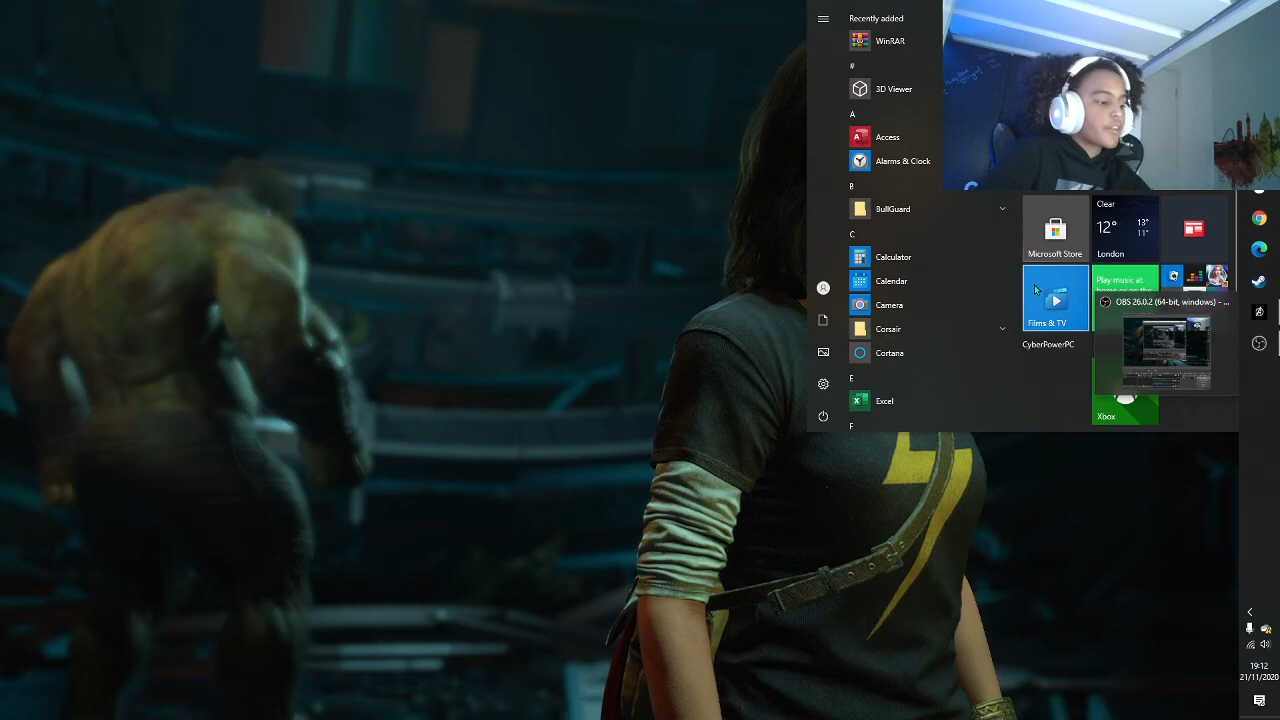 Recently added
WinRAR
#
3D Viewer
A
Access
Alarms & Clock
B
BullGuard
C
Calculator
Calendar
Camera
Corsair
Cortana
E
Excel
F
Microsoft Store
Clear
12°
13°
11°
London
Films & TV
Play music at
CyberPowerPC
OBS 26.0.2 (64-bit, windows) - ...
Xbox
19:12
21/11/2020